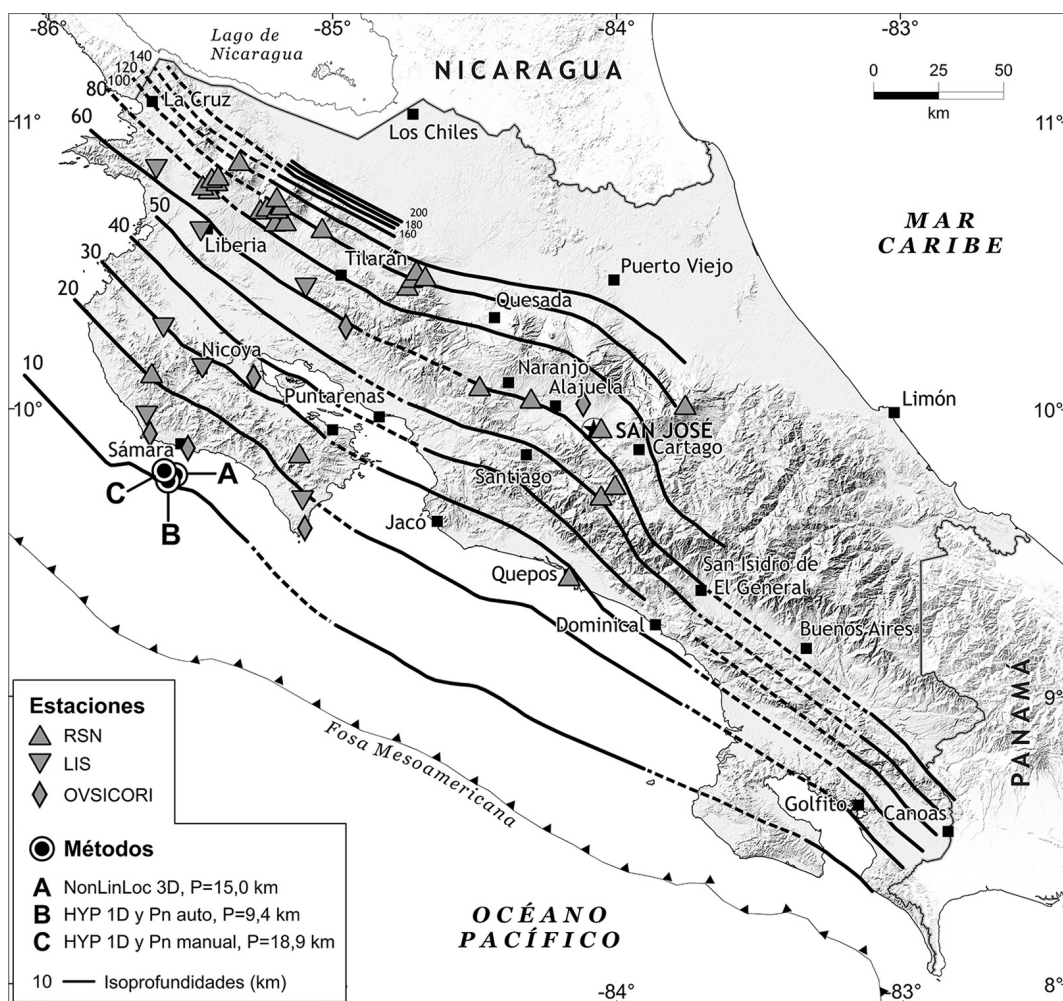 -86
-85
-84
-83
Lago de
Nicaragua
NICARAGUA
0
25
50
km
11°
11°
140
120
100
80
60
50
40
30
20
10
La Cruz
Los Chiles
200
180
160
MAR
CARIBE
Liberia
Tilarán
Puerto Viejo
Quesada
Nicoya
Naranjo
Alajuela
Puntarenas
10°
Limón
SAN JOSÉ
Cartago
Sámara
Santiago
A
C
B
Jacó
Quepos
San Isidro de
El General
Dominical
Buenos Aires
9°
PANAMÁ
Fosa Mesoamericana
Golfito
Canoas
Estaciones
RSN
LIS
OVSICORI
Métodos
A NonLinLoc 3D, P=15,0 km
B HYP 1D y Pn auto, P=9,4 km
C HYP 1D y Pn manual, P=18,9 km
10 Isoprofundidades (km)
OCÉANO
PACÍFICO
-84
-83
8°